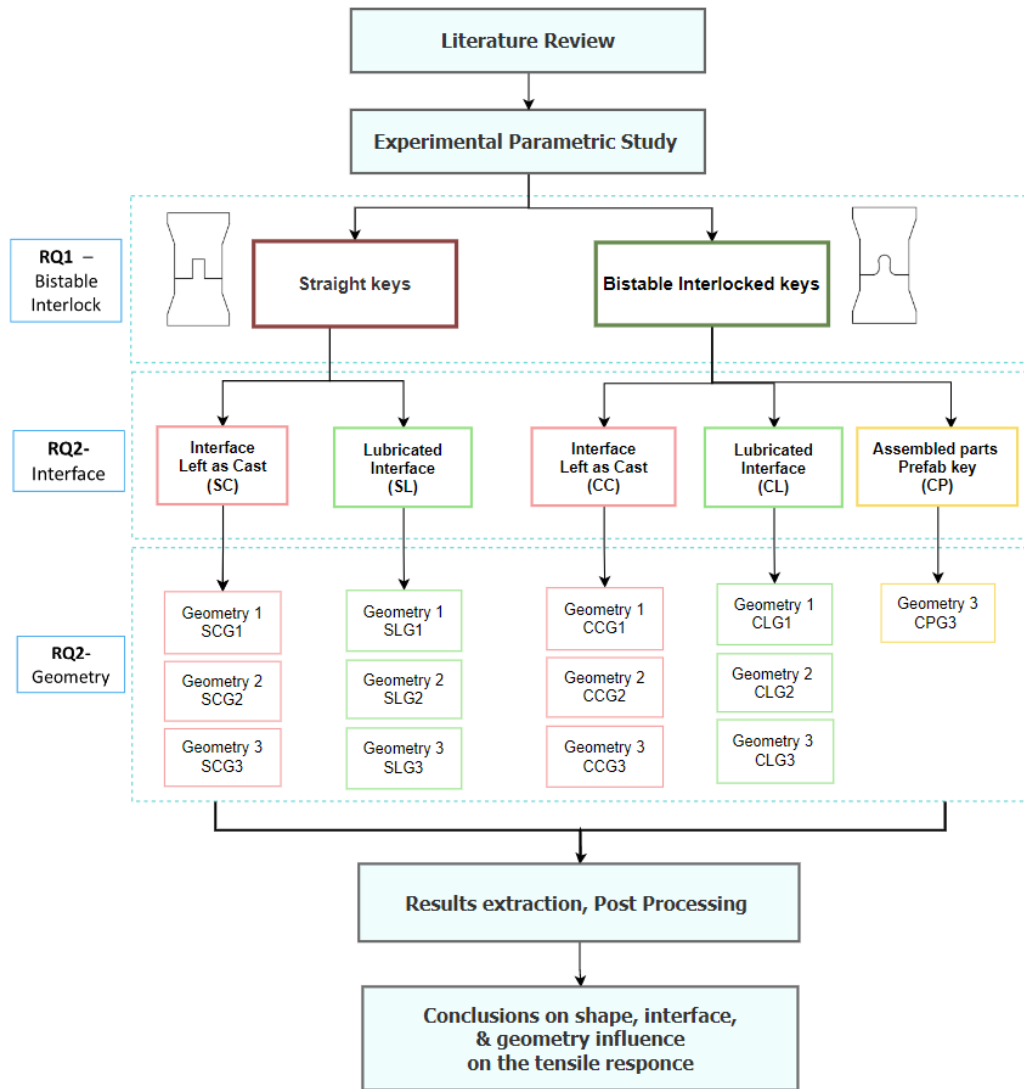 Literature Review
Experimental Parametric Study
RQ1 –
Bistable
Interlock
Straight keys
Bistable Interlocked keys
RQ2-
Interface
Interface
Left as Cast
(SC)
Lubricated
Interface
(SL)
Interface
Left as Cast
(CC)
Lubricated
Interface
(CL)
Assembled parts
Prefab key
(CP)
RQ2-
Geometry
Geometry 1
SCG1
Geometry 2
SCG2
Geometry 3
SCG3
Geometry 1
SLG1
Geometry 2
SLG2
Geometry 3
SLG3
Geometry 1
CCG1
Geometry 2
CCG2
Geometry 3
CCG3
Geometry 1
CLG1
Geometry 2
CLG2
Geometry 3
CLG3
Geometry 3
CPG3
Results extraction, Post Processing
Conclusions on shape, interface,
& geometry influence
on the tensile responce